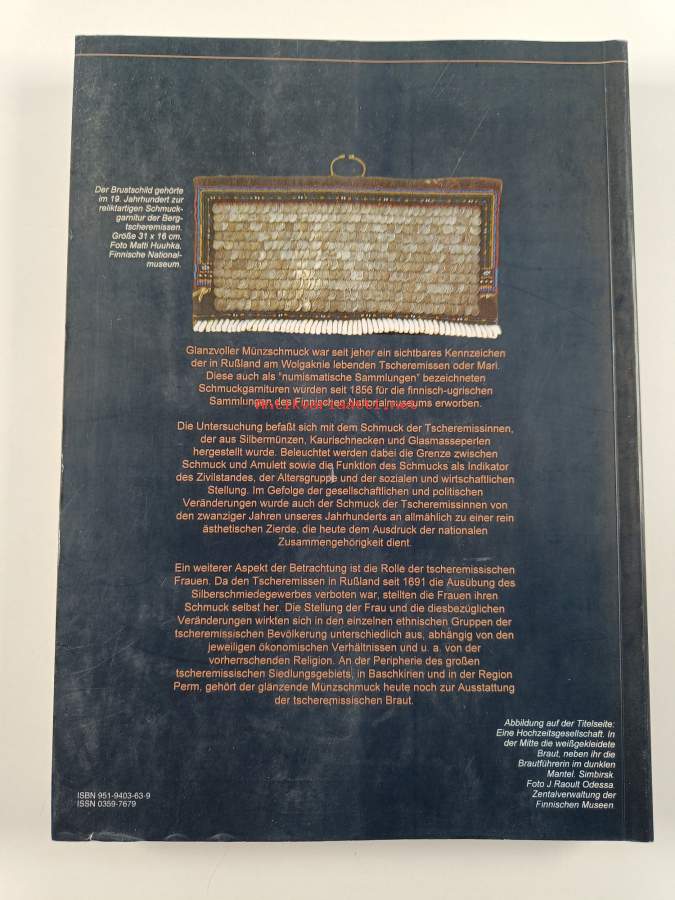 Der Brustschild gehörte
im 19. Jahrhundert zur
reliktartigen Schmuck-
garnitur der Berg-
tscheremissen.
Größe 31 x 16 cm.
Foto Matti Huuhka.
Finnische National-
museum.
Glanzvoller Münzschmuck war seit jeher ein sichtbares Kennzeichen
der in Rußland am Wolgaknie lebenden Tscheremissen oder Mari.
Diese auch als "numismatische Sammlungen" bezeichneten
Schmuckgarnituren wurden seit 1856 für die finnisch-ugrischen
Sammlungen des Finnischen Nationalmuseums erworben.
Die Untersuchung befaßt sich mit dem Schmuck der Tscheremissinnen,
der aus Silbermünzen, Kaurischnecken und Glasmasseperlen
hergestellt wurde. Beleuchtet werden dabei die Grenze zwischen
Schmuck und Amulett sowie die Funktion des Schmucks als Indikator
des Zivilstandes, der Altersgruppe und der sozialen und wirtschaftlichen
Stellung. Im Gefolge der gesellschaftlichen und politischen
Veränderungen wurde auch der Schmuck der Tscheremissinnen von
den zwanziger Jahren unseres Jahrhunderts an allmählich zu einer rein
ästhetischen Zierde, die heute dem Ausdruck der nationalen
Zusammengehörigkeit dient.
Ein weiterer Aspekt der Betrachtung ist die Rolle der tscheremissischen
Frauen. Da den Tscheremissen in Rußland seit 1691 die Ausübung des
Silberschmiedegewerbes verboten war, stellten die Frauen ihren
Schmuck selbst her. Die Stellung der Frau und die diesbezüglichen
Veränderungen wirkten sich in den einzelnen ethnischen Gruppen der
tscheremissischen Bevölkerung unterschiedlich aus, abhängig von den
jeweiligen ökonomischen Verhältnissen und u. a. von der
vorherrschenden Religion. An der Peripherie des großen
tscheremissischen Siedlungsgebiets, in Baschkirien und in der Region
Perm, gehört der glänzende Münzschmuck heute noch zur Ausstattung
der tscheremissischen Braut.
Abbildung auf der Titelseite:
Eine Hochzeitsgesellschaft. In
der Mitte die weißgekleidete
Braut, neben ihr die
Brautführerin im dunklen
Mantel. Simbirsk.
Foto J Raoult Odessa.
Zentalverwaltung der
Finnischen Museen.
ISBN 951-9403-63-9
ISSN 0359-7679